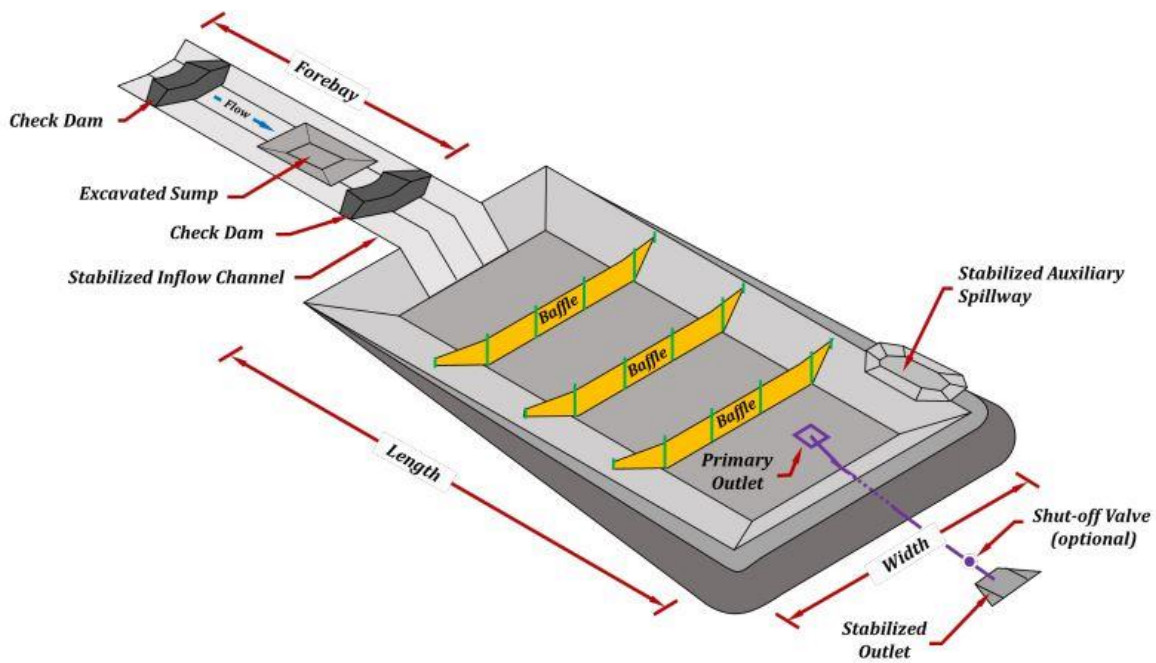 Forebay
Flow
Check Dam
Excavated Sump
Check Dam
Stabilized Inflow Channel
Baffle
Baffle
Baffle
Stabilized Auxiliary
Spillway
Length
Primary
Outlet
Width
Shut-off Valve
(optional)
Stabilized
Outlet